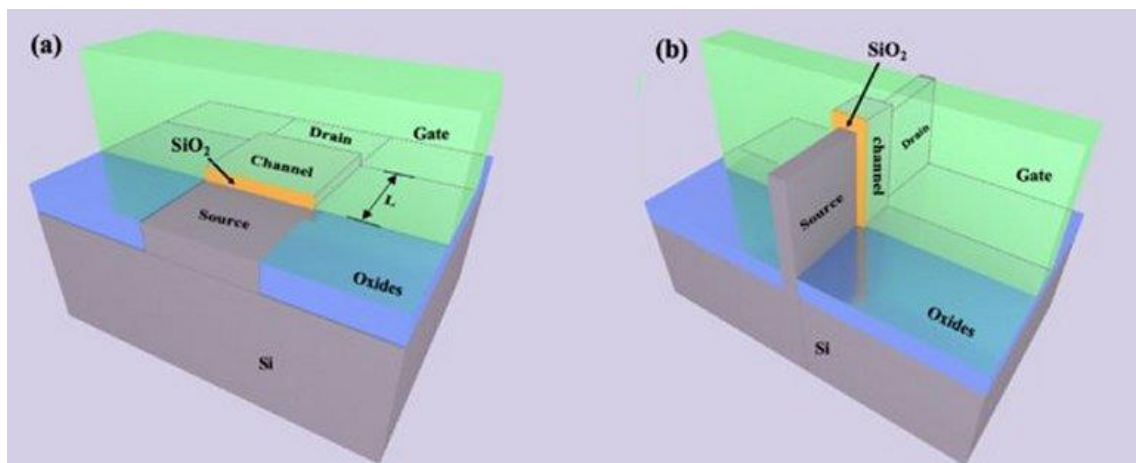 (a)
Drain
Gate
SiO₂
Channel
L
Source
Oxides
Si
(b)
SiO₂
Drain
channel
Gate
Source
Oxides
Si